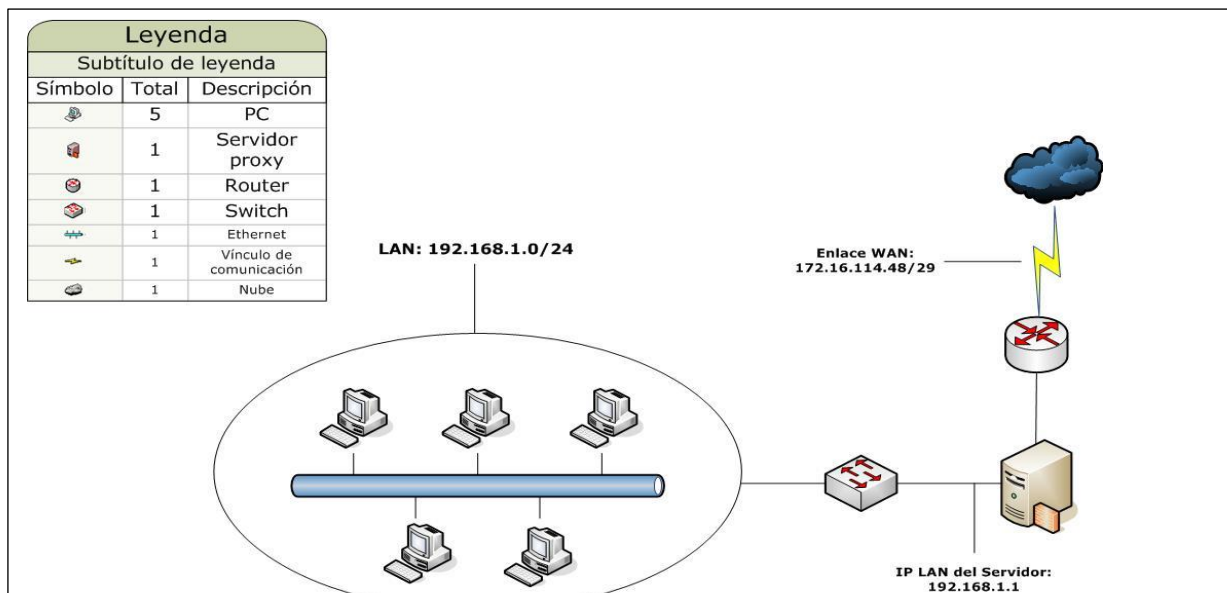 Leyenda
Subtítulo de leyenda
Símbolo Total Descripción
5 PC
1 Servidor
proxy
1 Router
1 Switch
1 Ethernet
1 Vínculo de
comunicación
1 Nube
LAN: 192.168.1.0/24
Enlace WAN:
172.16.114.48/29
IP LAN del Servidor:
192.168.1.1